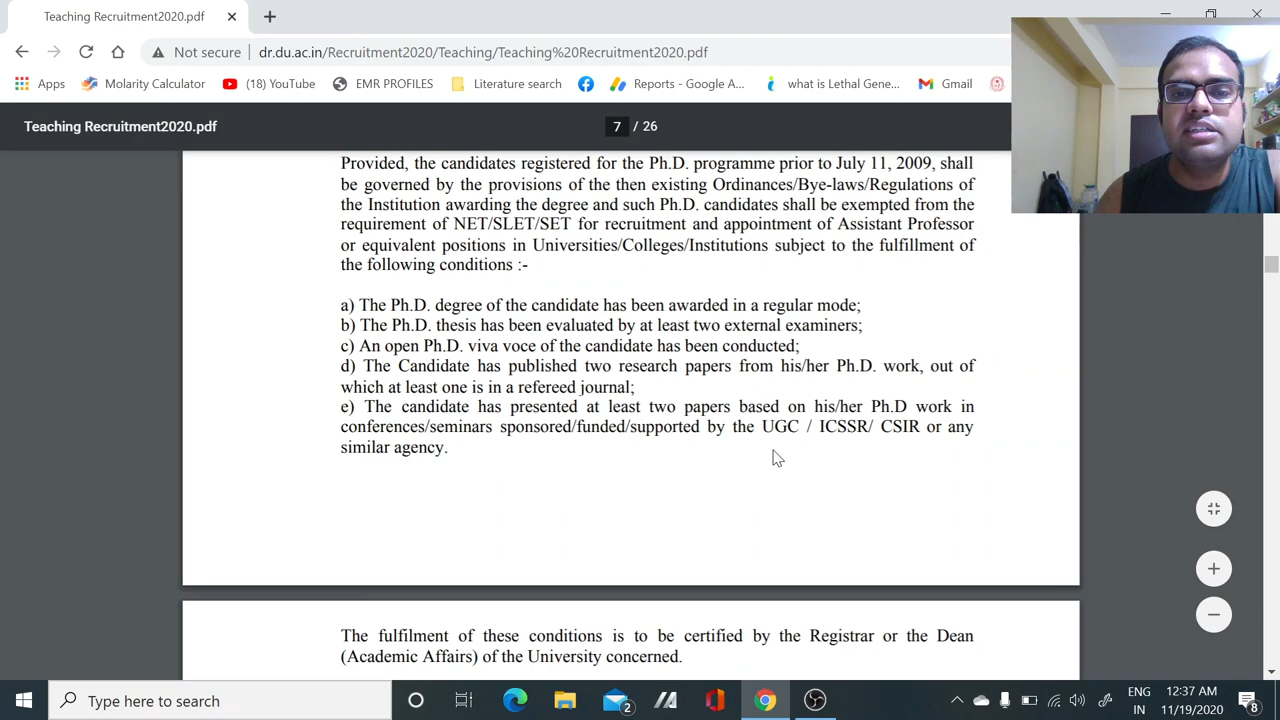 Teaching Recruitment2020.pdf
Not secure | dr.du.ac.in/Recruitment2020/Teaching/Teaching%20Recruitment2020.pdf
Apps Molarity Calculator (18) YouTube EMR PROFILES Literature search Reports - Google A... what is Lethal Gene... Gmail
Teaching Recruitment2020.pdf 7 / 26
Provided, the candidates registered for the Ph.D. programme prior to July 11, 2009, shall
be governed by the provisions of the then existing Ordinances/Bye-laws/Regulations of
the Institution awarding the degree and such Ph.D. candidates shall be exempted from the
requirement of NET/SLET/SET for recruitment and appointment of Assistant Professor
or equivalent positions in Universities/Colleges/Institutions subject to the fulfillment of
the following conditions :-
a) The Ph.D. degree of the candidate has been awarded in a regular mode;
b) The Ph.D. thesis has been evaluated by at least two external examiners;
c) An open Ph.D. viva voce of the candidate has been conducted;
d) The Candidate has published two research papers from his/her Ph.D. work, out of
which at least one is in a refereed journal;
e) The candidate has presented at least two papers based on his/her Ph.D work in
conferences/seminars sponsored/funded/supported by the UGC / ICSSR/ CSIR or any
similar agency.
The fulfilment of these conditions is to be certified by the Registrar or the Dean
(Academic Affairs) of the University concerned.
Type here to search
2
ENG
IN
12:37 AM
11/19/2020
8